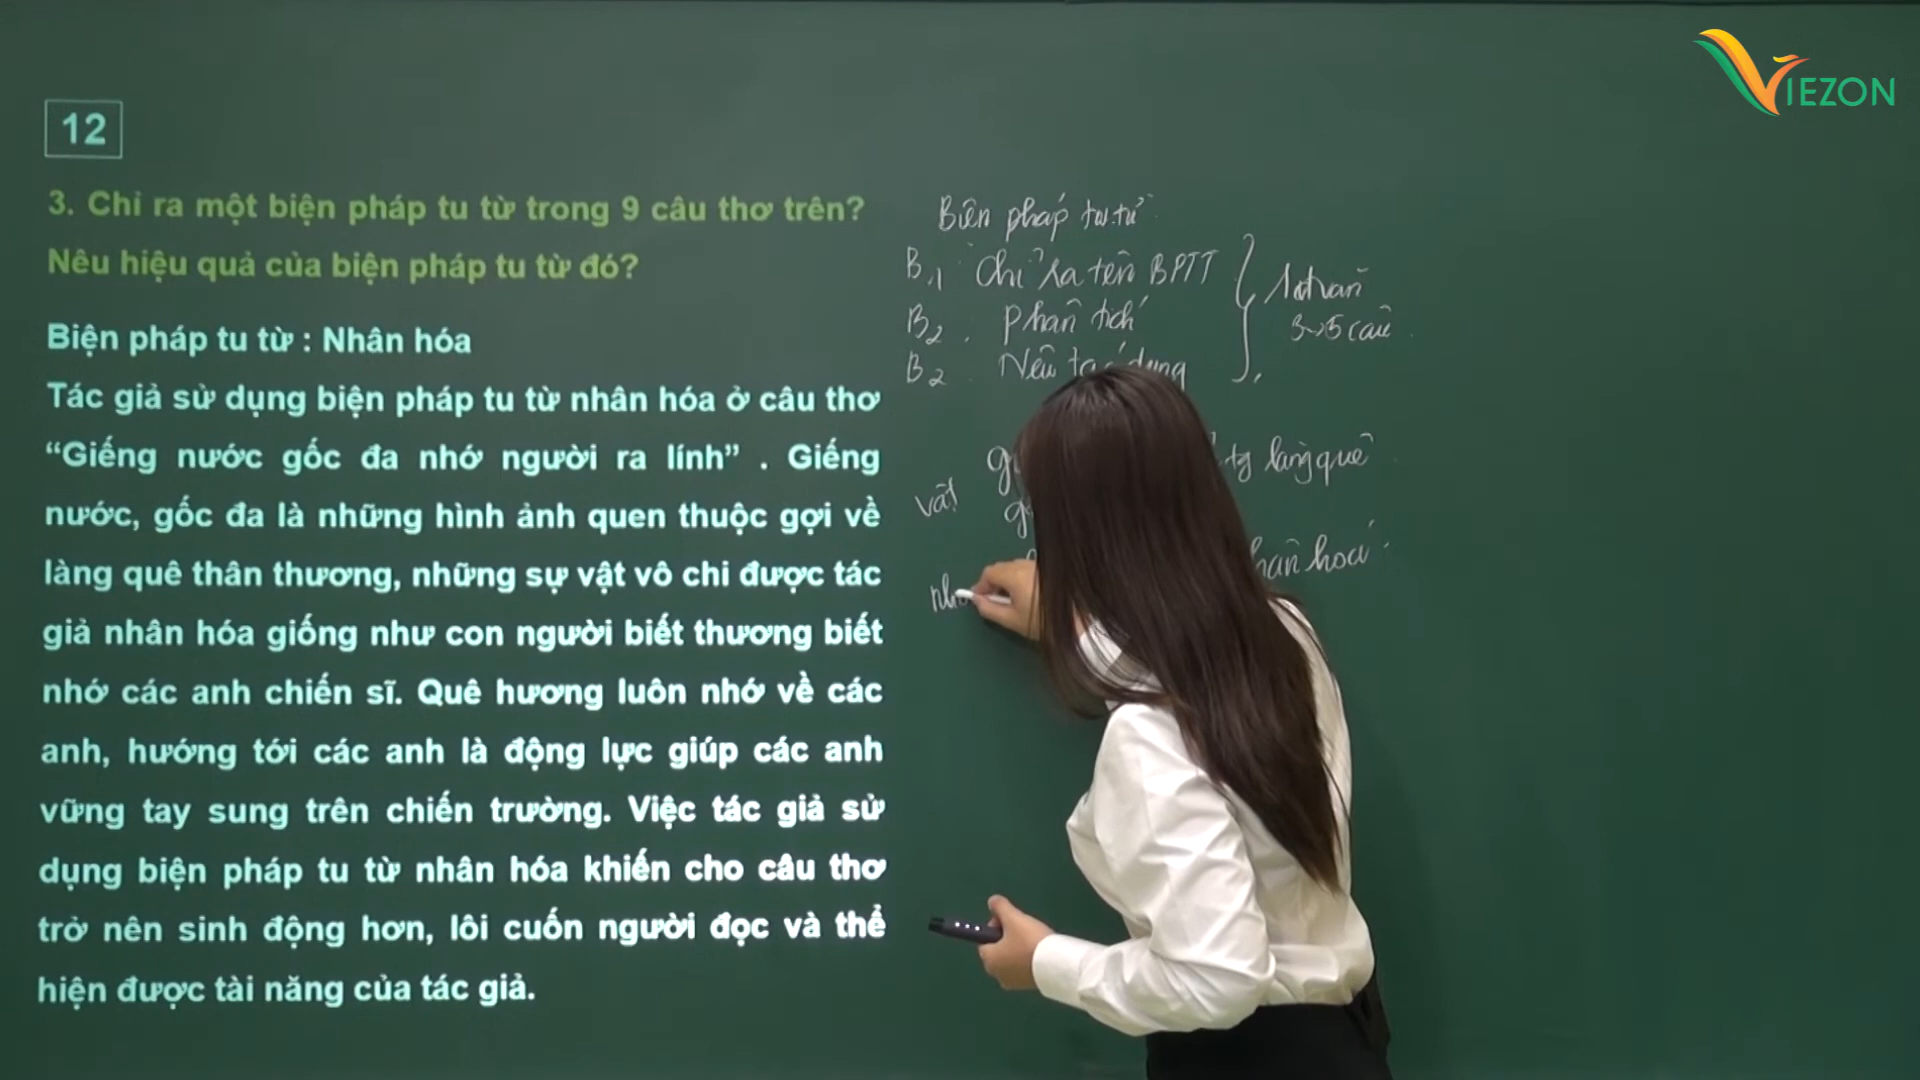 VIEZON
12
3. Chỉ ra một biện pháp tu từ trong 9 câu thơ trên?
Nêu hiệu quả của biện pháp tu từ đó?
Biện pháp tu từ : Nhân hóa
Tác giả sử dụng biện pháp tu từ nhân hóa ở câu thơ
“Giếng nước gốc đa nhớ người ra lính” . Giếng
nước, gốc đa là những hình ảnh quen thuộc gợi về
làng quê thân thương, những sự vật vô chi được tác
giả nhân hóa giống như con người biết thương biết
nhớ các anh chiến sĩ. Quê hương luôn nhớ về các
anh, hướng tới các anh là động lực giúp các anh
vững tay sung trên chiến trường. Việc tác giả sử
dụng biện pháp tu từ nhân hóa khiến cho câu thơ
trở nên sinh động hơn, lôi cuốn người đọc và thể
hiện được tài năng của tác giả.
Biện pháp tu từ
B1 Chỉ ra tên BPTT
B2 . Phân tích
B2 . Nêu tác dụng
văn
3→5 câu
làng quê
vật
hoá